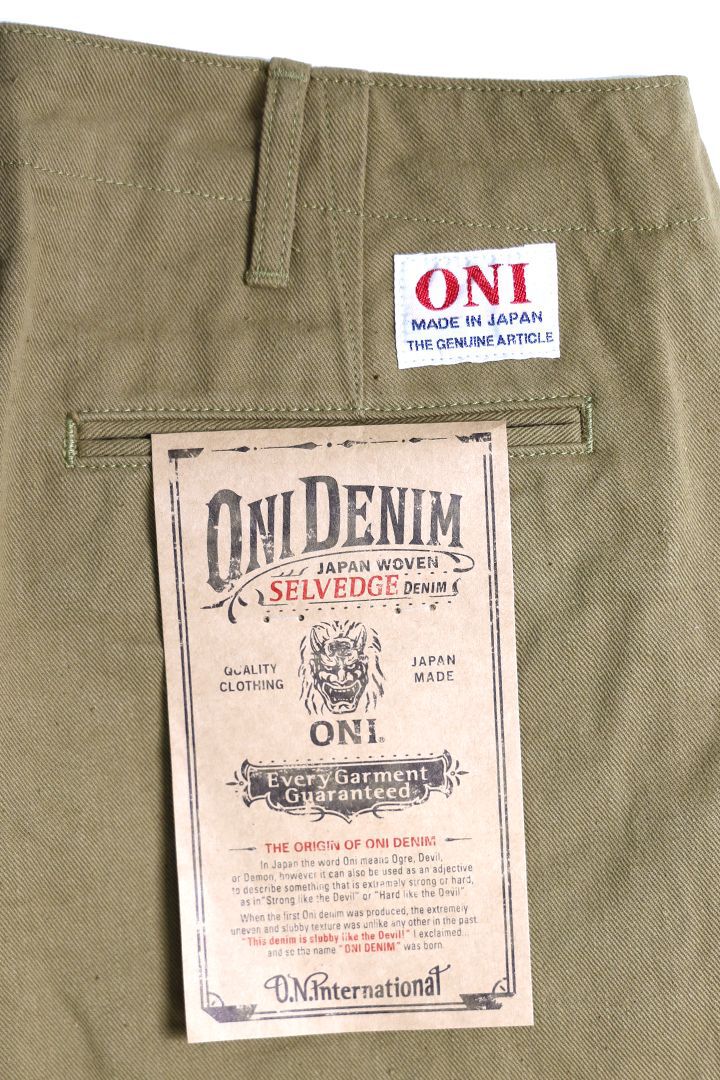 ONI
MADE IN JAPAN
THE GENUINE ARTICLE
ONI DENIM
JAPAN WOVEN
SELVEDGE DENIM
QUALITY
CLOTHING
JAPAN
MADE
ONI®
Every Garment
Guaranteed
THE ORIGIN OF ONI DENIM
In Japan the word Oni means Ogre, Devil,
or Demon, however it can also be used as an adjective
to describe something that is extremely strong or hard,
as in "Strong like the Devil" or "Hard like the Devil"
When the first Oni denim was produced, the extremely
uneven and slubby texture was unlike any other in the past.
"This denim is slubby like the Devil!" I exclaimed...
and so the name "ONI DENIM" was born.
O.N.International